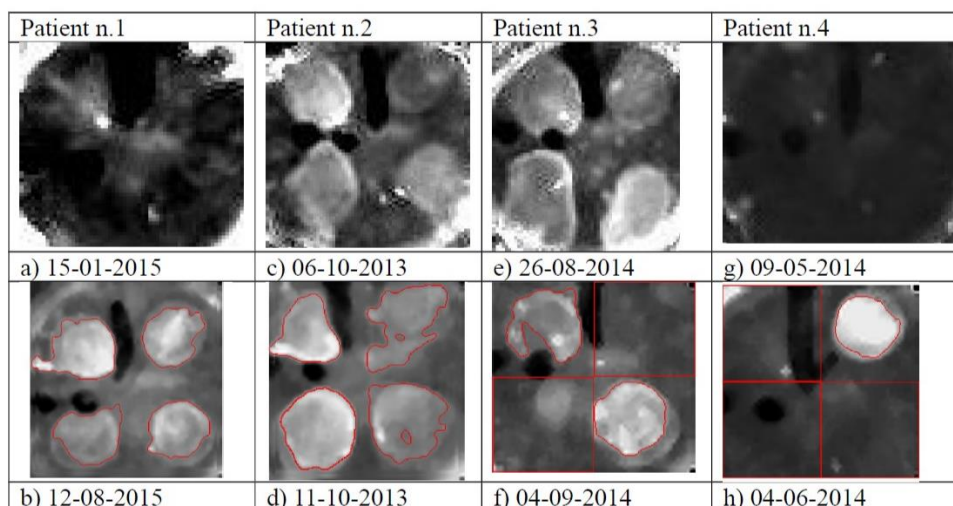 Patient n.1 Patient n.2 Patient n.3 Patient n.4
a) 15-01-2015 c) 06-10-2013 e) 26-08-2014 g) 09-05-2014
b) 12-08-2015 d) 11-10-2013 f) 04-09-2014 h) 04-06-2014